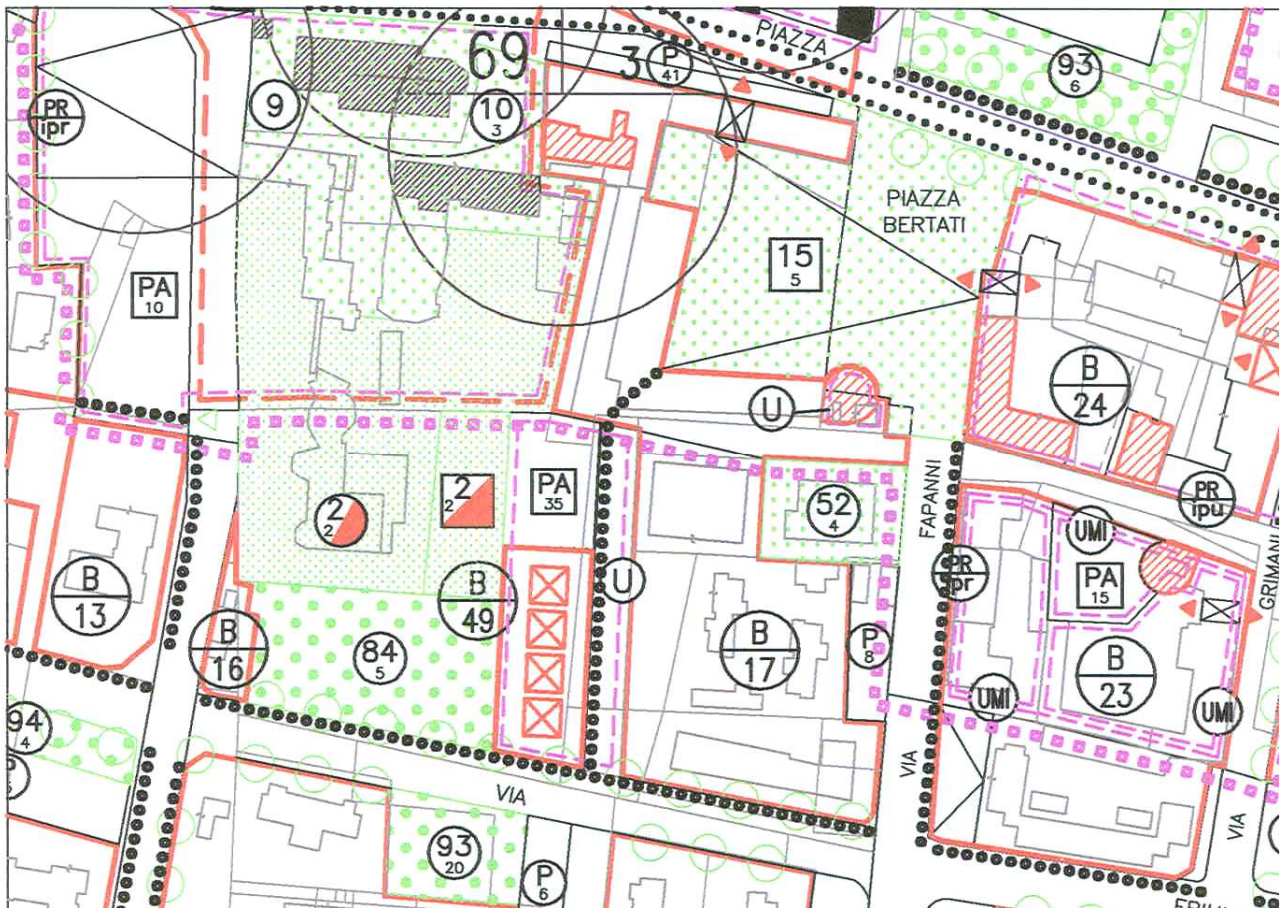 PIAZZA
69
3
P
41
93
6
9
10
3
PR
ipr
PIAZZA
BERTATI
15
5
PA
10
B
24
U
2
2
2
2
PA
35
52
4
FAPANNI
PR
ipu
UMI
PR
ipr
PA
15
GRIMANI
B
13
B
49
U
B
16
84
5
B
17
P
8
B
23
UMI
UMI
94
4
P
VIA
VIA
VIA
93
20
P
6